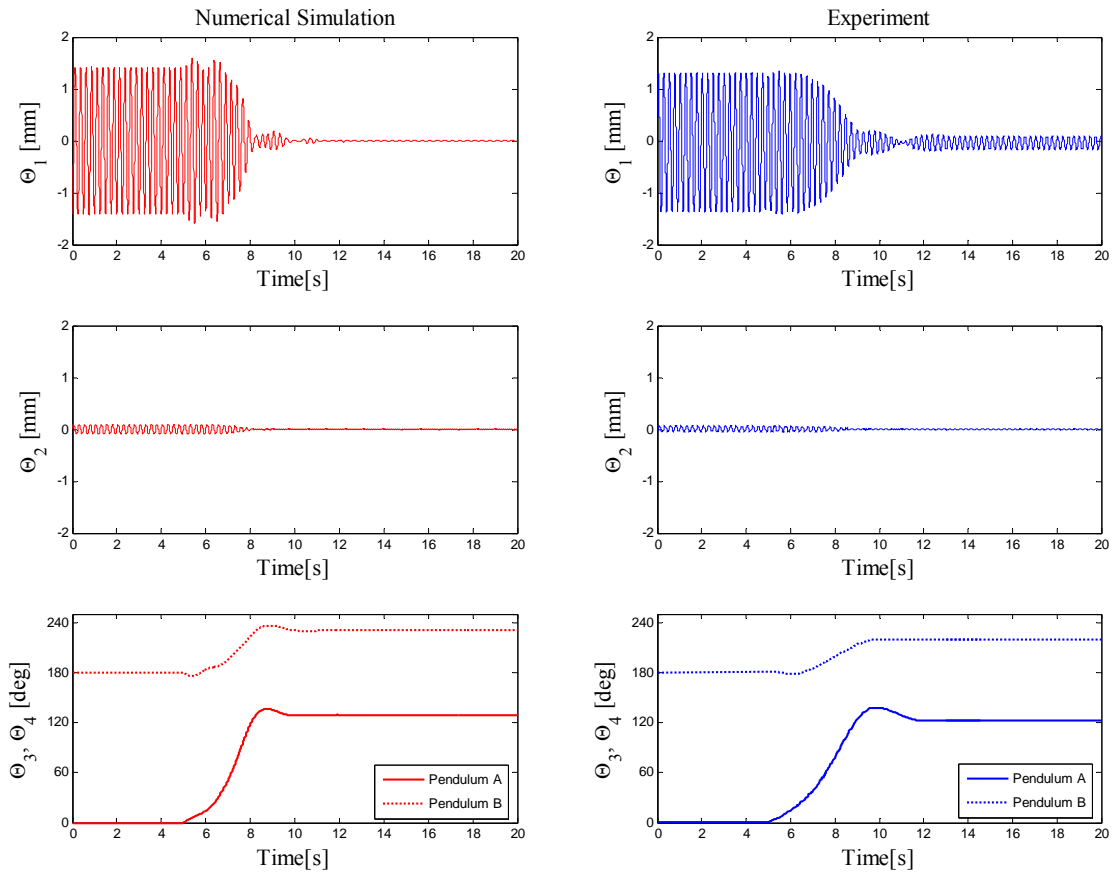 Numerical Simulation
Experiment
2
1
0
-1
-2
Θ1 [mm]
0 2 4 6 8 10 12 14 16 18 20
Time[s]
2
1
0
-1
-2
Θ1 [mm]
0 2 4 6 8 10 12 14 16 18 20
Time[s]
2
1
0
-1
-2
Θ2 [mm]
0 2 4 6 8 10 12 14 16 18 20
Time[s]
2
1
0
-1
-2
Θ2 [mm]
0 2 4 6 8 10 12 14 16 18 20
Time[s]
240
180
120
60
0
Θ3, Θ4 [deg]
Pendulum A
Pendulum B
0 2 4 6 8 10 12 14 16 18 20
Time[s]
240
180
120
60
0
Θ3, Θ4 [deg]
Pendulum A
Pendulum B
0 2 4 6 8 10 12 14 16 18 20
Time[s]